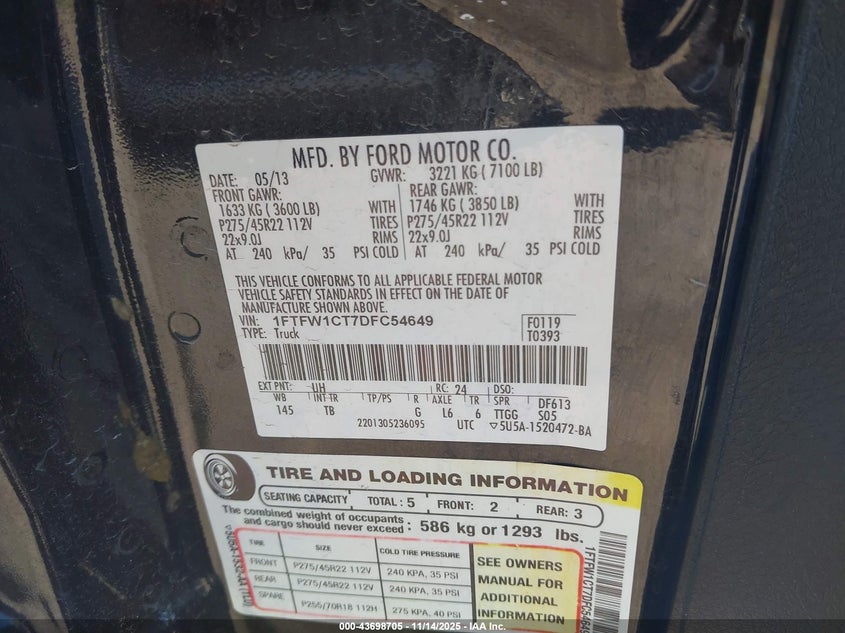 MFD. BY FORD MOTOR CO.
DATE: 05/13 GVWR: 3221 KG ( 7100 LB)
FRONT GAWR: REAR GAWR:
1633 KG ( 3600 LB) WITH 1746 KG ( 3850 LB) WITH
P275/45R22 112V TIRES P275/45R22 112V TIRES
22x9.0J RIMS 22x9.0J RIMS
AT 240 kPa/ 35 PSI COLD AT 240 kPa/ 35 PSI COLD
THIS VEHICLE CONFORMS TO ALL APPLICABLE FEDERAL MOTOR
VEHICLE SAFETY STANDARDS IN EFFECT ON THE DATE OF
MANUFACTURE SHOWN ABOVE.
VIN: 1FTFW1CT7DFC54649 F0119
TYPE: Truck T0393
EXT PNT: UH RC: 24 DSO:
WB INT TR TP/PS R AXLE TR SPR DF613
145 TB G L6 6 TTGG S05
2201305236095 UTC ▽5U5A-1520472-BA
TIRE AND LOADING INFORMATION
SEATING CAPACITY TOTAL: 5 FRONT: 2 REAR: 3
The combined weight of occupants
and cargo should never exceed: 586 kg or 1293 lbs.
TIRE SIZE COLD TIRE PRESSURE
FRONT P275/45R22 112V 240 KPA, 35 PSI
REAR P275/45R22 112V 240 KPA, 35 PSI
SPARE P255/70R18 112H 275 KPA, 40 PSI
SEE OWNERS
MANUAL FOR
ADDITIONAL
INFORMATION
000-43698705 - 11/14/2025 - IAA Inc.